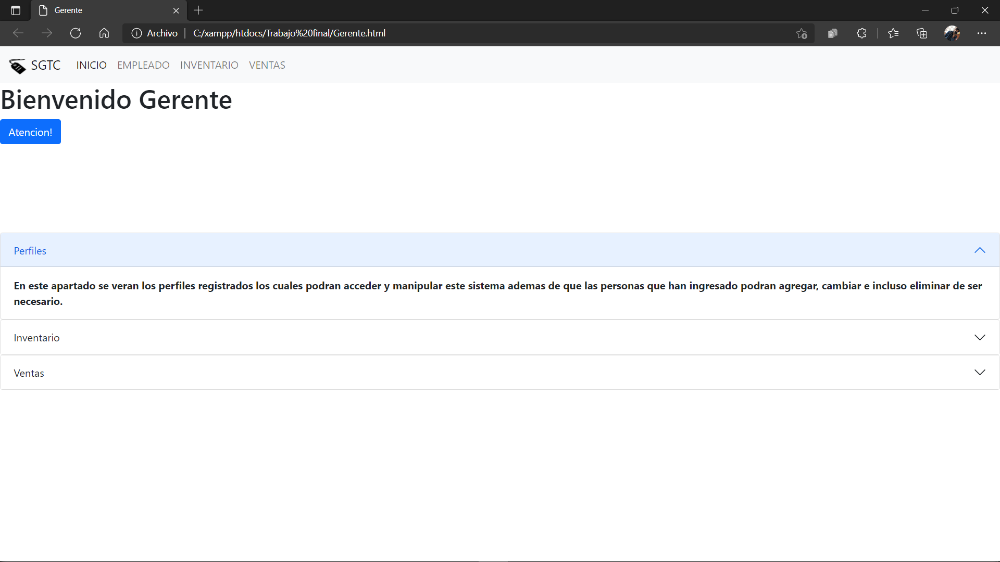 Gerente
Archivo
C:/xampp/htdocs/Trabajo%20final/Gerente.html
SGTC INICIO EMPLEADO INVENTARIO VENTAS
Bienvenido Gerente
Atencion!
Perfiles
En este apartado se veran los perfiles registrados los cuales podran acceder y manipular este sistema ademas de que las personas que han ingresado podran agregar, cambiar e incluso eliminar de ser
necesario.
Inventario
Ventas